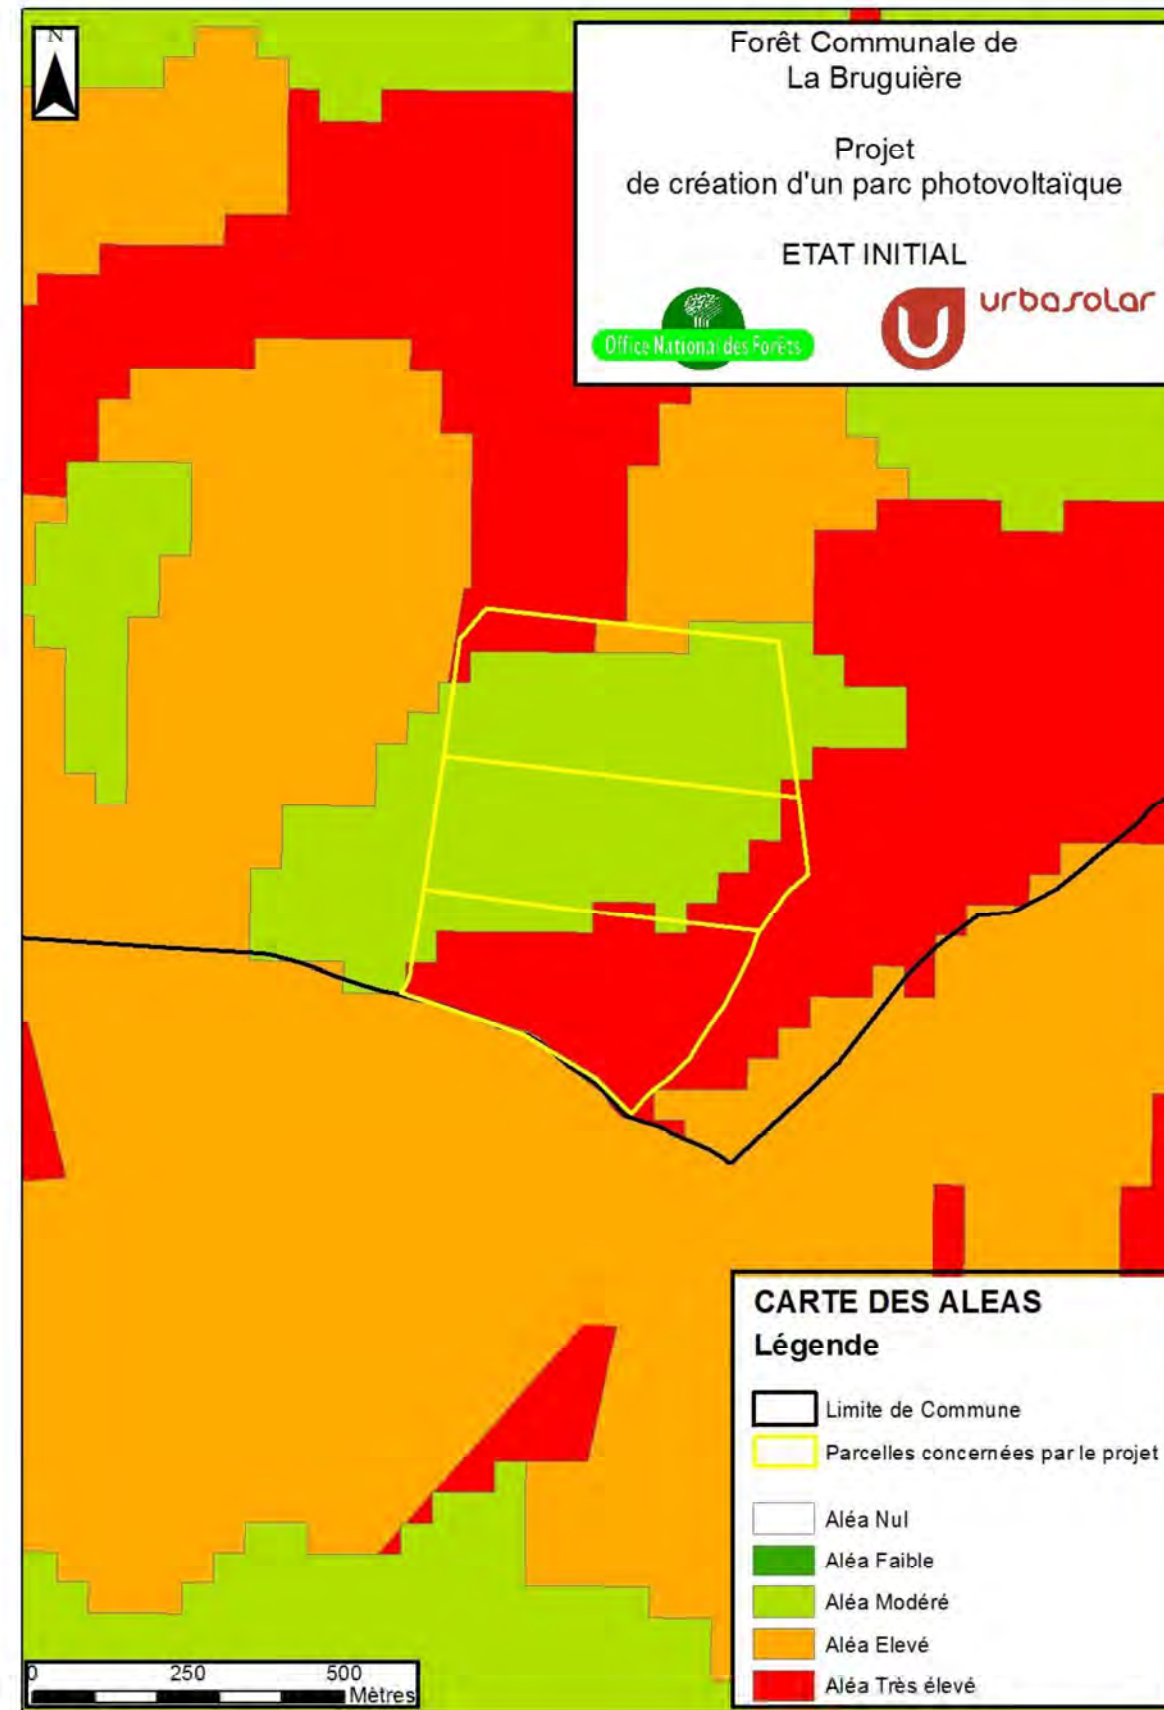 N
Forêt Communale de
La Bruguière
Projet
de création d'un parc photovoltaïque
ETAT INITIAL
Office National des Forêts
urbasolar
CARTE DES ALEAS
Légende
Limite de Commune
Parcelles concernées par le projet
Aléa Nul
Aléa Faible
Aléa Modéré
Aléa Elevé
Aléa Très élevé
0 250 500
Mètres